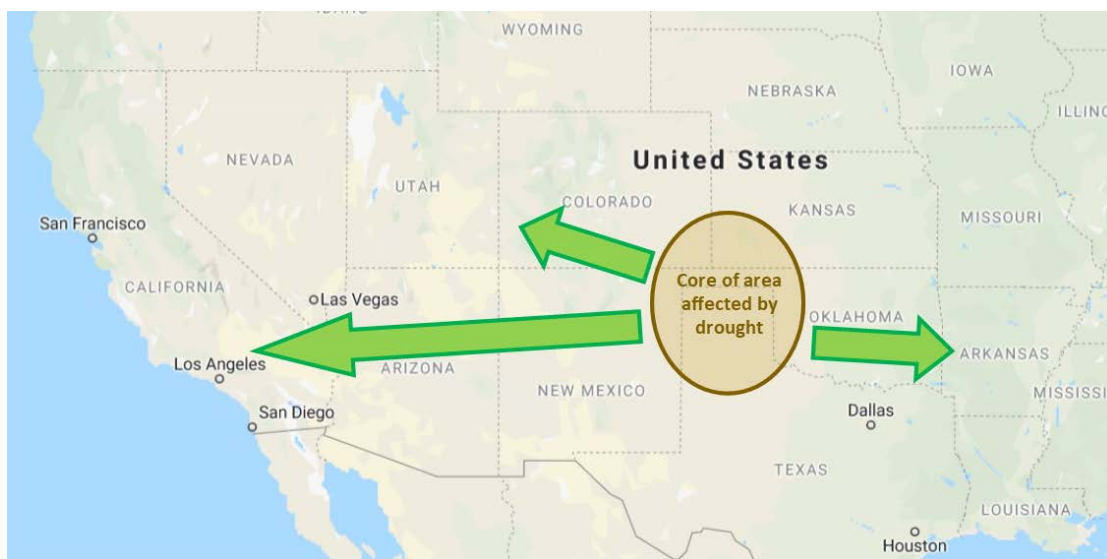 IDAHO
WYOMING
IOWA
NEBRASKA
ILLINO
NEVADA
United States
UTAH
COLORADO
KANSAS
MISSOURI
San Francisco
CALIFORNIA
Las Vegas
Core of area
affected by
drought
OKLAHOMA
Los Angeles
ARIZONA
ARKANSAS
NEW MEXICO
MISSISSI
San Diego
Dallas
TEXAS
LOUISIANA
Houston